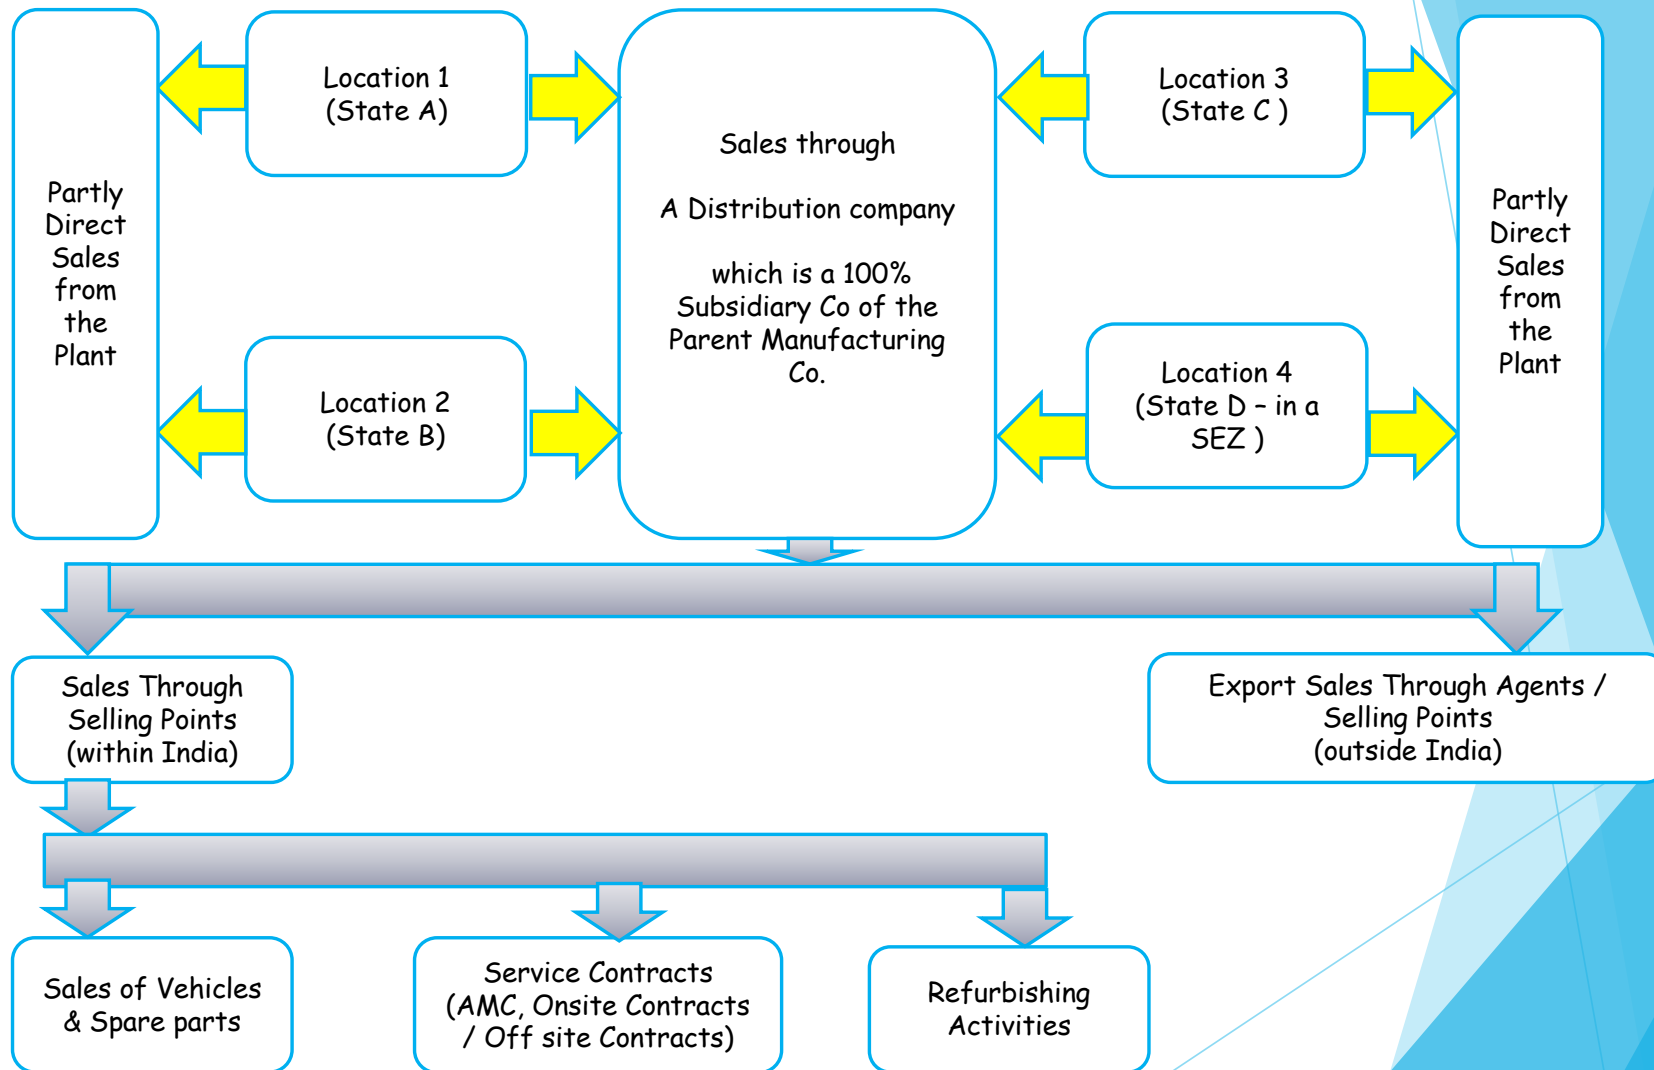 Partly
Direct
Sales
from
the
Plant
Location 1
(State A)
Location 2
(State B)
Sales through
A Distribution company
which is a 100%
Subsidiary Co of the
Parent Manufacturing
Co.
Location 3
(State C )
Location 4
(State D – in a
SEZ )
Partly
Direct
Sales
from
the
Plant
Sales Through
Selling Points
(within India)
Export Sales Through Agents /
Selling Points
(outside India)
Sales of Vehicles
& Spare parts
Service Contracts
(AMC, Onsite Contracts
/ Off site Contracts)
Refurbishing
Activities